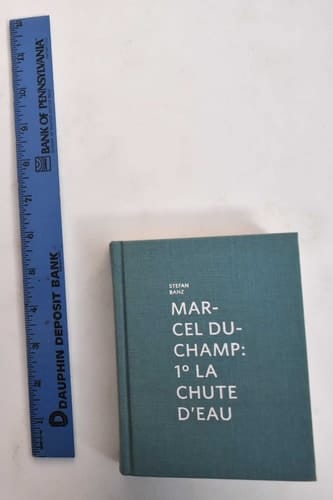 BANK OF PENNSYLVANIA
DAUPHIN DEPOSIT BANK
STEFAN
BANZ
MAR-
CEL DU-
CHAMP:
1° LA
CHUTE
D'EAU